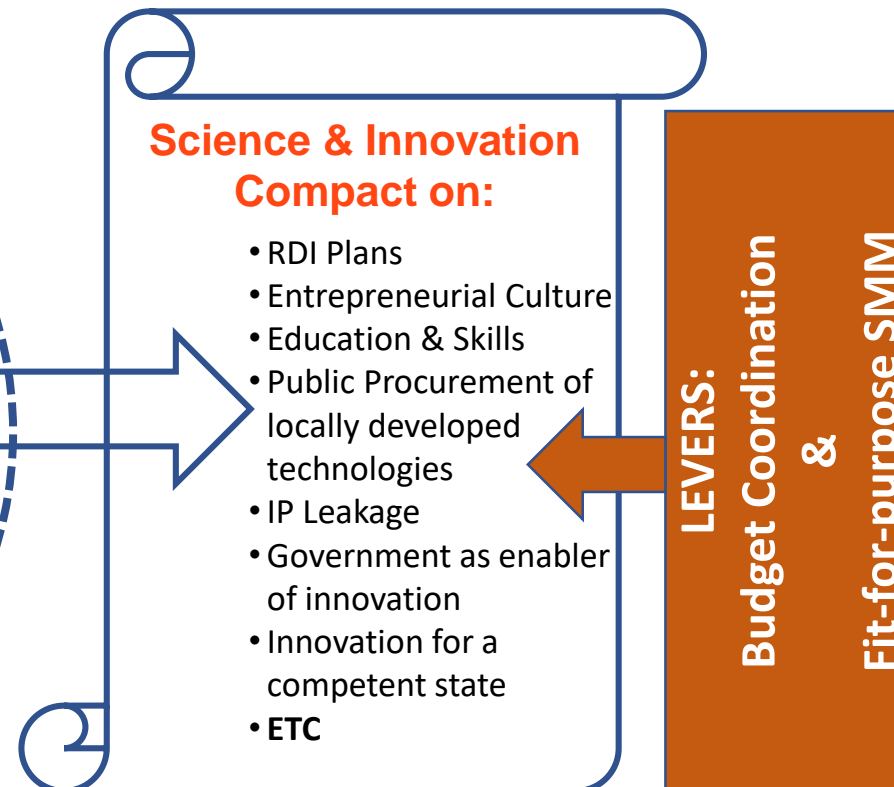 Science & Innovation
Compact on:
• RDI Plans
• Entrepreneurial Culture
• Education & Skills
• Public Procurement of
locally developed
technologies
• IP Leakage
• Government as enabler
of innovation
• Innovation for a
competent state
• ETC
LEVERS:
Budget Coordination
&
Fit-for-purpose SMM